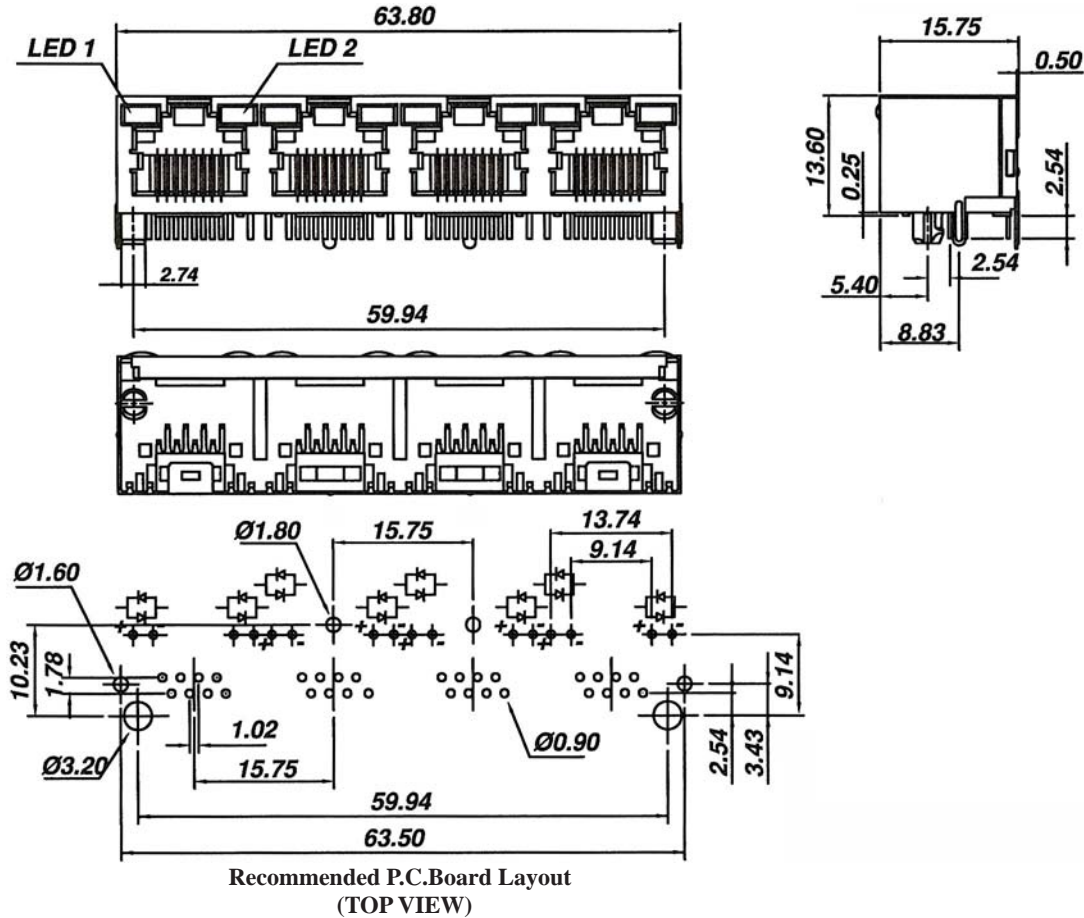 63.80
LED 1
LED 2
15.75
0.50
13.60
0.25
2.54
2.74
5.40
2.54
8.83
59.94
Ø1.80
15.75
13.74
9.14
Ø1.60
+ - + - + - + - + - + -
+ - + -
10.23
1.78
9.14
1.02
Ø0.90
2.54
3.43
Ø3.20
15.75
59.94
63.50
Recommended P.C.Board Layout
(TOP VIEW)